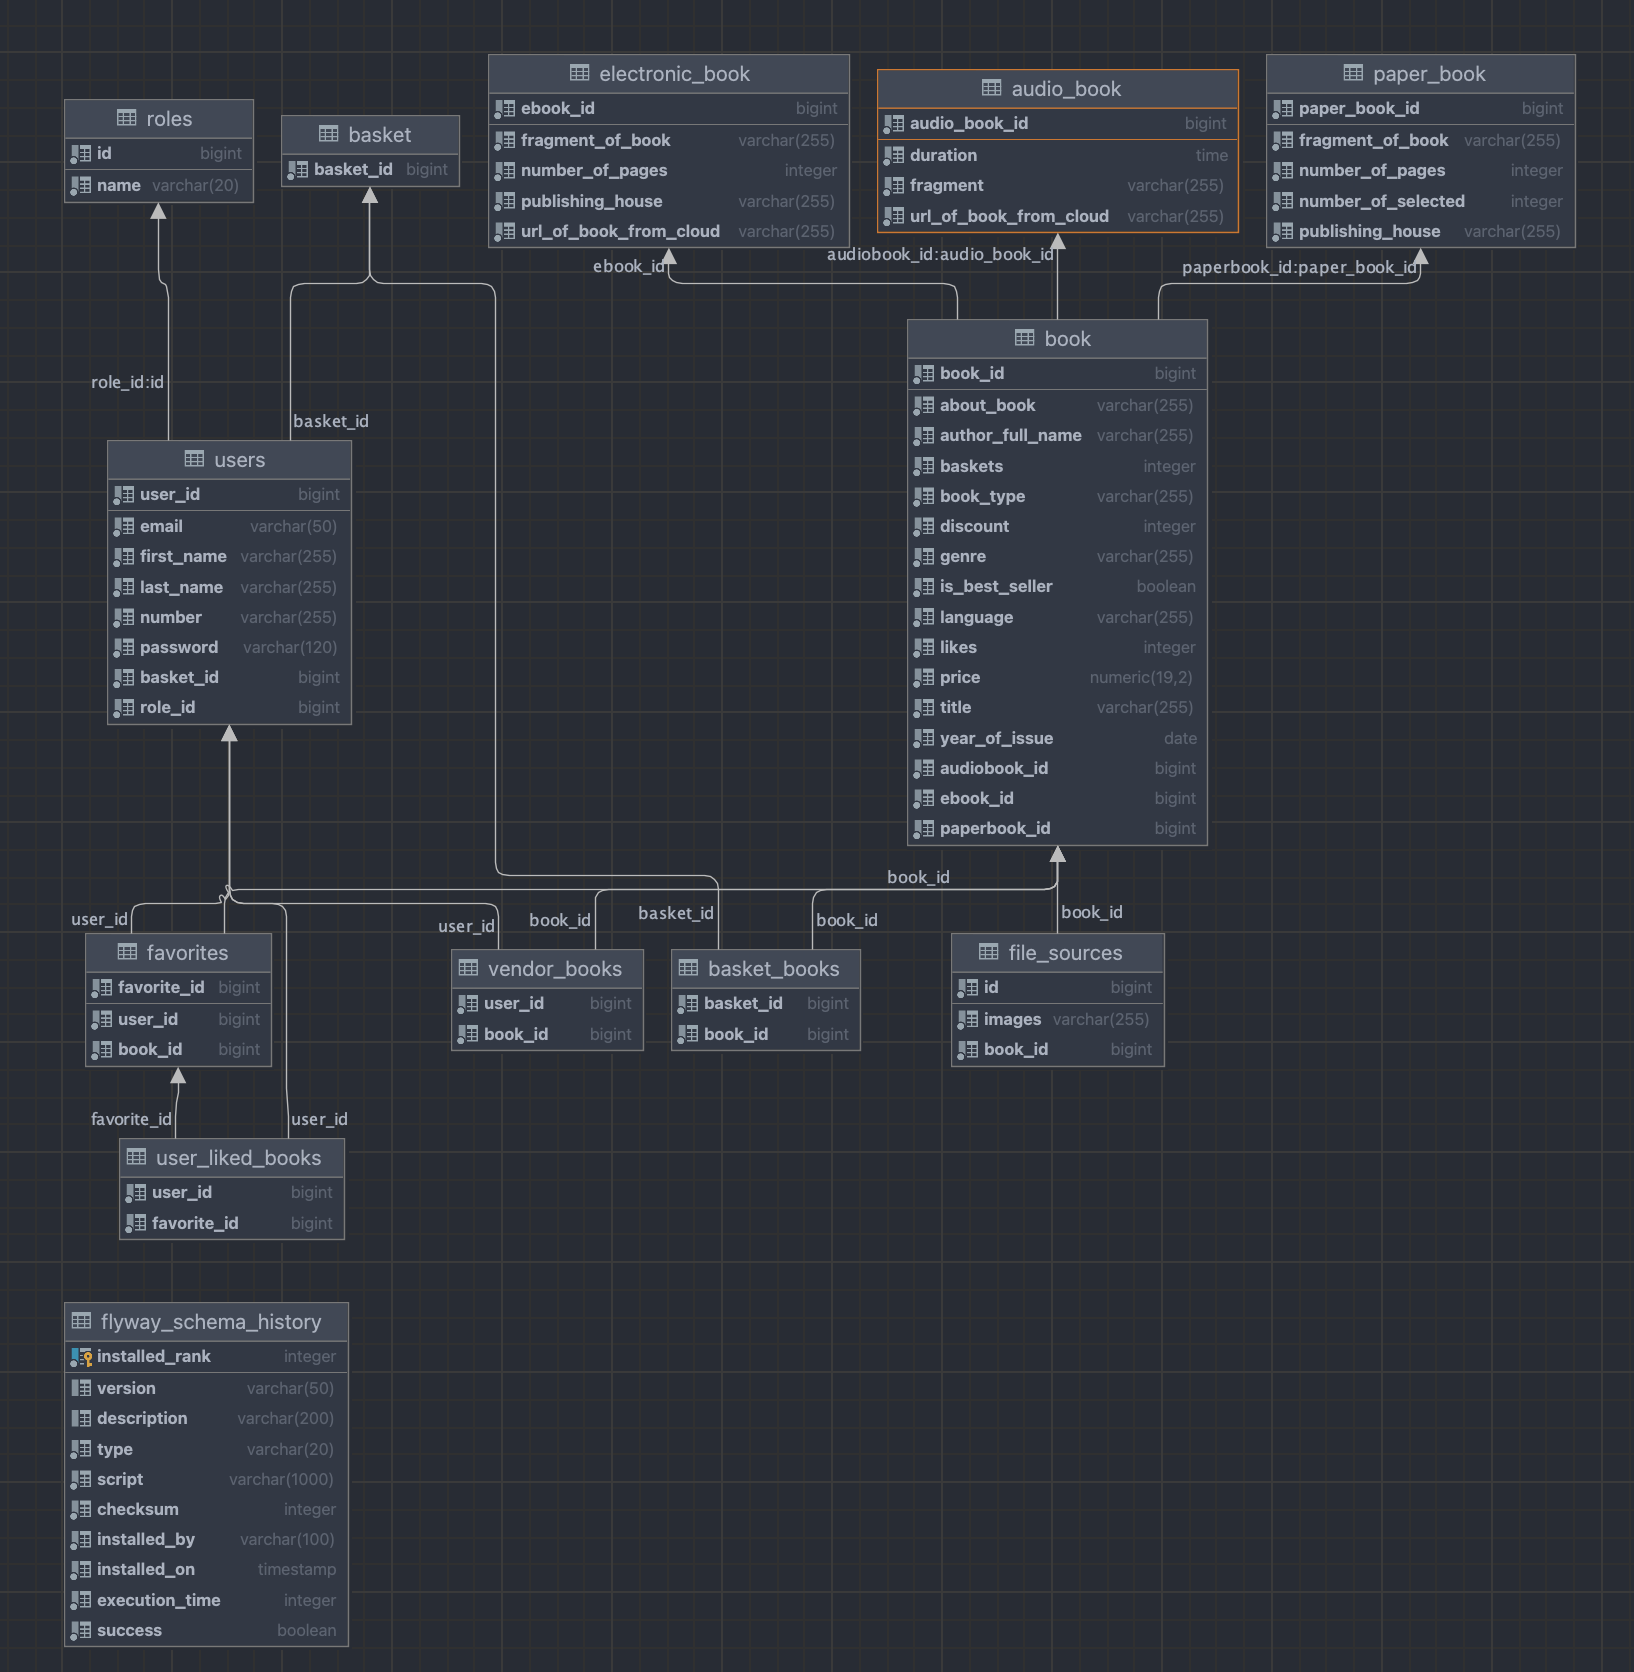 roles
id bigint
name varchar(20)
basket
basket_id bigint
electronic_book
ebook_id bigint
fragment_of_book varchar(255)
number_of_pages integer
publishing_house varchar(255)
url_of_book_from_cloud varchar(255)
audio_book
audio_book_id bigint
duration time
fragment varchar(255)
url_of_book_from_cloud varchar(255)
paper_book
paper_book_id bigint
fragment_of_book varchar(255)
number_of_pages integer
number_of_selected integer
publishing_house varchar(255)
ebook_id
audiobook_id:audio_book_id
paperbook_id:paper_book_id
role_id:id
basket_id
book
book_id bigint
about_book varchar(255)
author_full_name varchar(255)
baskets integer
book_type varchar(255)
discount integer
genre varchar(255)
is_best_seller boolean
language varchar(255)
likes integer
price numeric(19,2)
title varchar(255)
year_of_issue date
audiobook_id bigint
ebook_id bigint
paperbook_id bigint
users
user_id bigint
email varchar(50)
first_name varchar(255)
last_name varchar(255)
number varchar(255)
password varchar(120)
basket_id bigint
role_id bigint
book_id
user_id
user_id
book_id
basket_id
book_id
book_id
favorites
favorite_id bigint
user_id bigint
book_id bigint
vendor_books
user_id bigint
book_id bigint
basket_books
basket_id bigint
book_id bigint
file_sources
id bigint
images varchar(255)
book_id bigint
favorite_id
user_id
user_liked_books
user_id bigint
favorite_id bigint
flyway_schema_history
installed_rank integer
version varchar(50)
description varchar(200)
type varchar(20)
script varchar(1000)
checksum integer
installed_by varchar(100)
installed_on timestamp
execution_time integer
success boolean